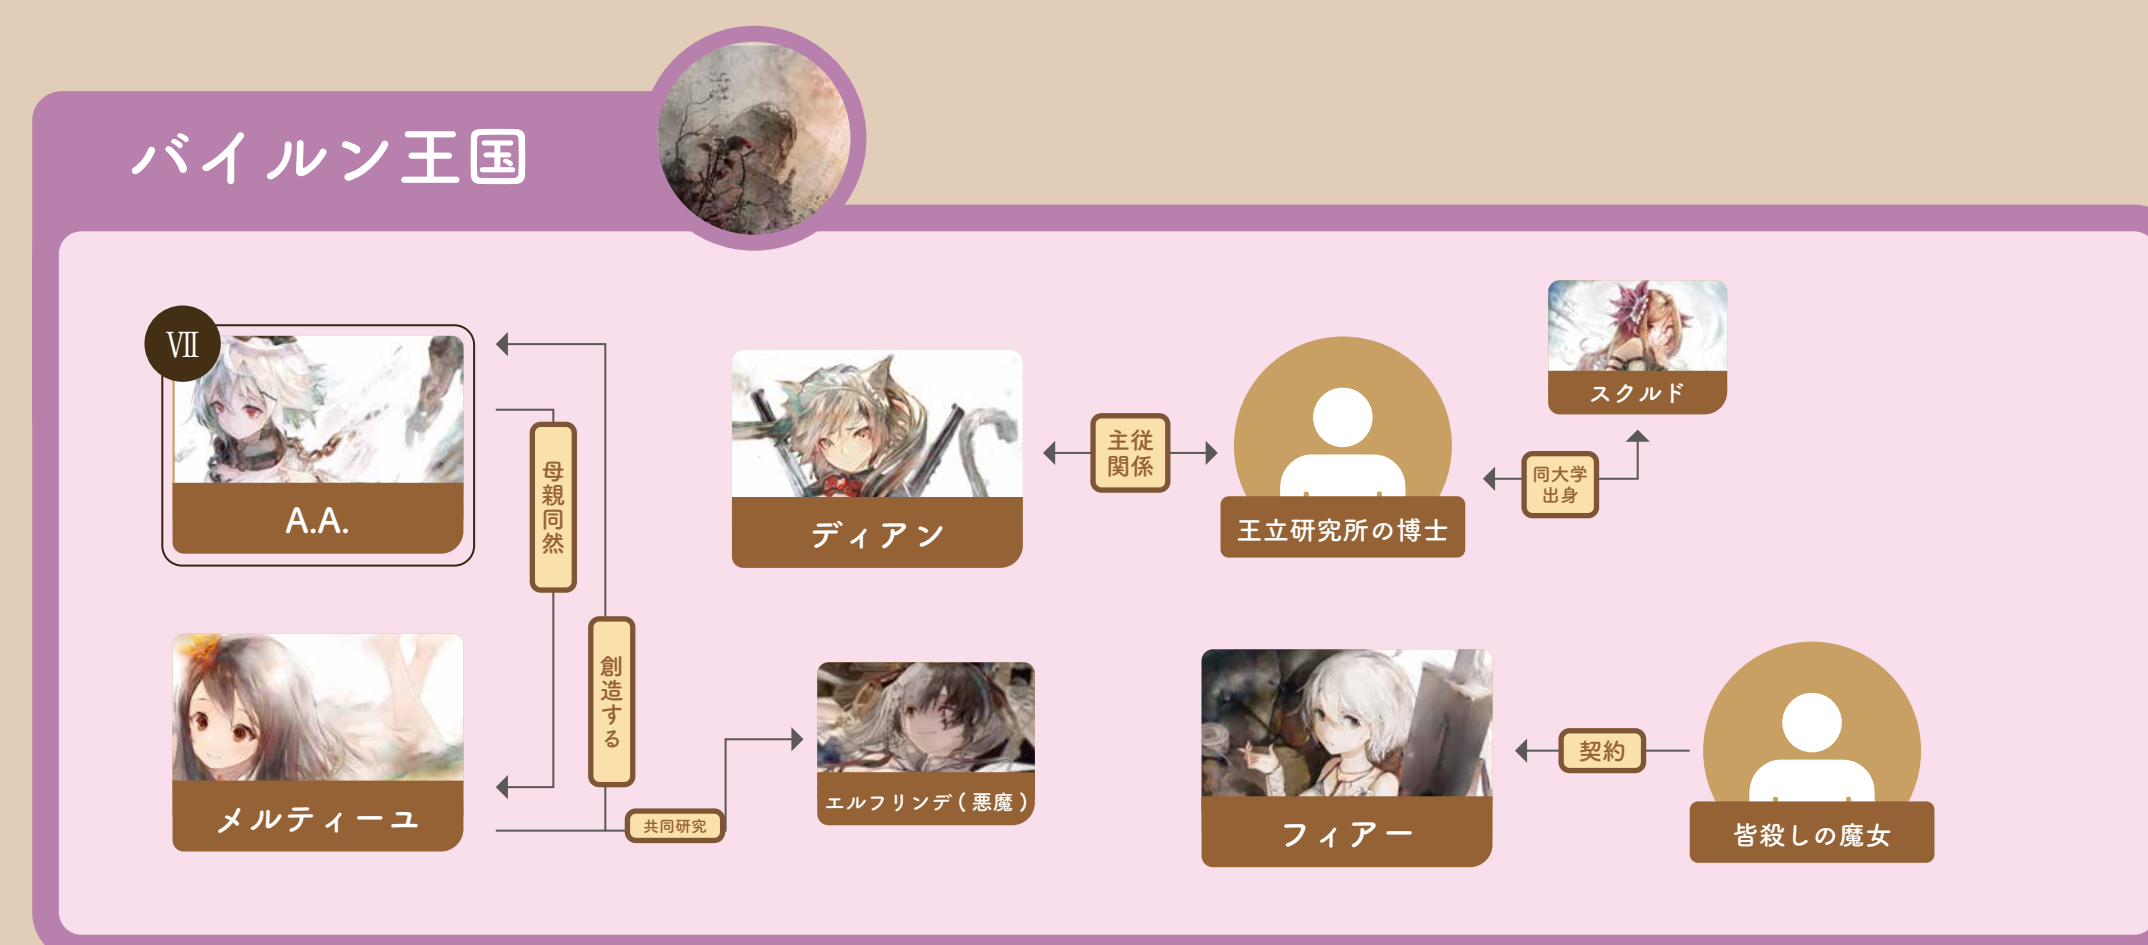 バイルン王国
VII
A.A.
母親同然
創造する
メルティーユ
共同研究
エルフリンデ(悪魔)
ディアン
主従
関係
王立研究所の博士
同大学
出身
スクルド
フィアー
契約
皆殺しの魔女